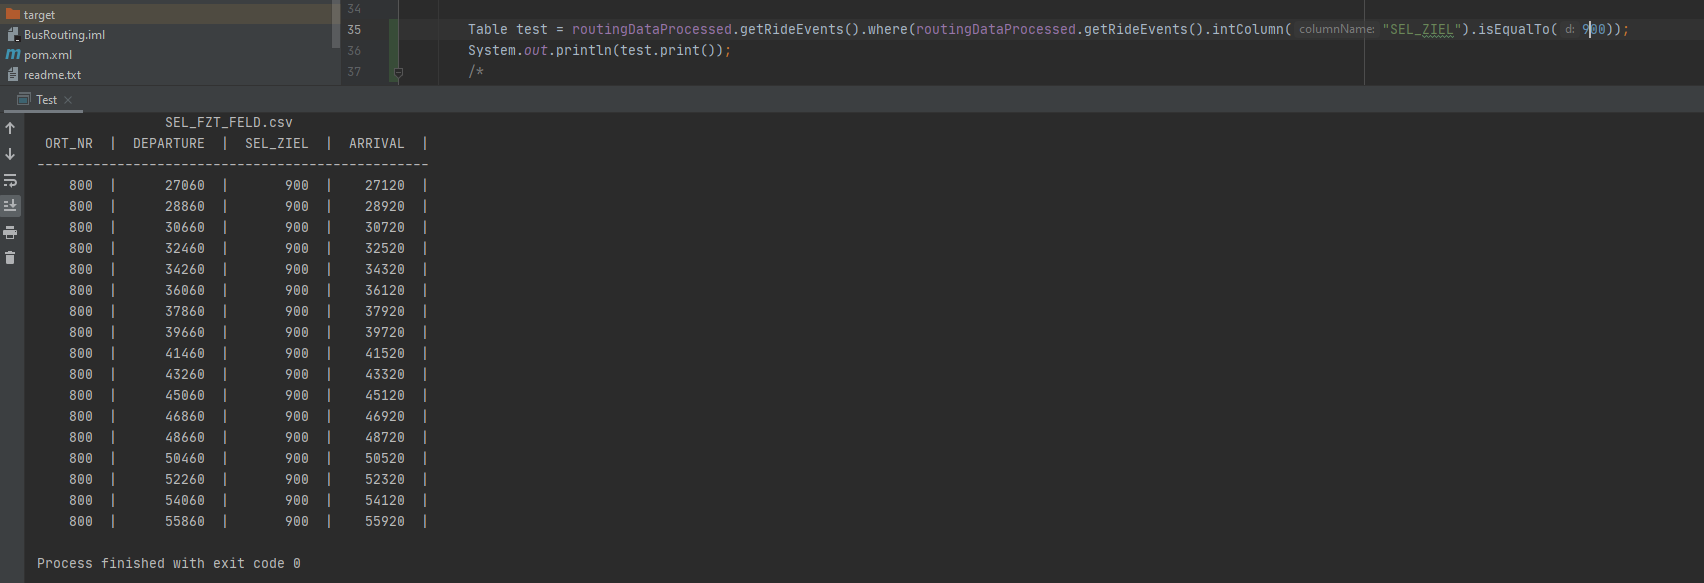 target
BusRouting.iml
pom.xml
readme.txt
34
35 Table test = routingDataProcessed.getRideEvents().where(routingDataProcessed.getRideEvents().intColumn( columnName: "SEL_ZIEL").isEqualTo( d: 900));
36 System.out.println(test.print());
37 /*
Test
SEL_FZT_FELD.csv
ORT_NR | DEPARTURE | SEL_ZIEL | ARRIVAL |
-------------------------------------------------
800 | 27060 | 900 | 27120 |
800 | 28860 | 900 | 28920 |
800 | 30660 | 900 | 30720 |
800 | 32460 | 900 | 32520 |
800 | 34260 | 900 | 34320 |
800 | 36060 | 900 | 36120 |
800 | 37860 | 900 | 37920 |
800 | 39660 | 900 | 39720 |
800 | 41460 | 900 | 41520 |
800 | 43260 | 900 | 43320 |
800 | 45060 | 900 | 45120 |
800 | 46860 | 900 | 46920 |
800 | 48660 | 900 | 48720 |
800 | 50460 | 900 | 50520 |
800 | 52260 | 900 | 52320 |
800 | 54060 | 900 | 54120 |
800 | 55860 | 900 | 55920 |
Process finished with exit code 0